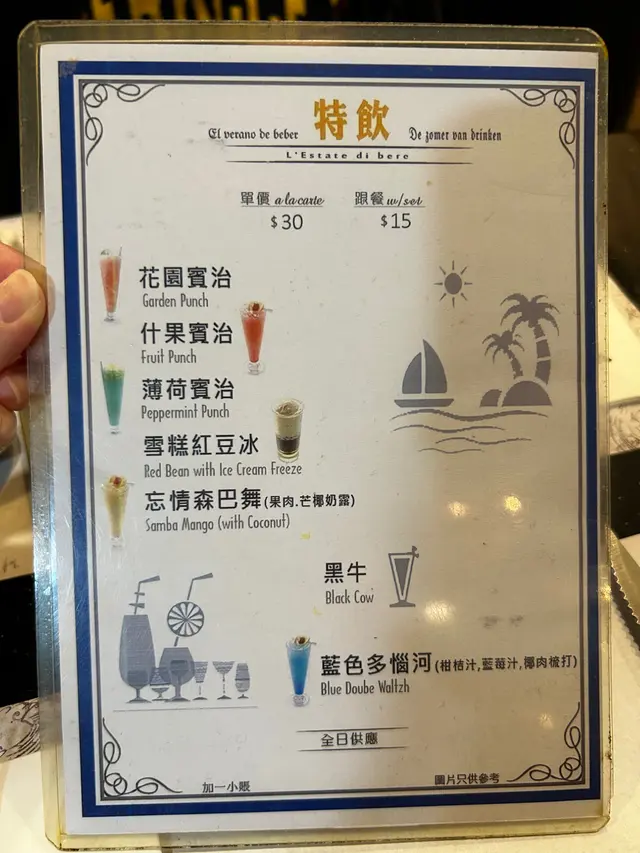 El verano de beber 特飲 De zomer van drinken
L'Estate di bere
單價 a la carte 跟餐 w/set
$30 $15
花園賓治
Garden Punch
什果賓治
Fruit Punch
薄荷賓治
Peppermint Punch
雪糕紅豆冰
Red Bean with Ice Cream Freeze
忘情森巴舞(果肉.芒椰奶露)
Samba Mango (with Coconut)
黑牛
Black Cow
藍色多惱河(柑桔汁,藍莓汁,椰肉梳打)
Blue Doube Waltzh
全日供應
加一小賬
圖片只供參考